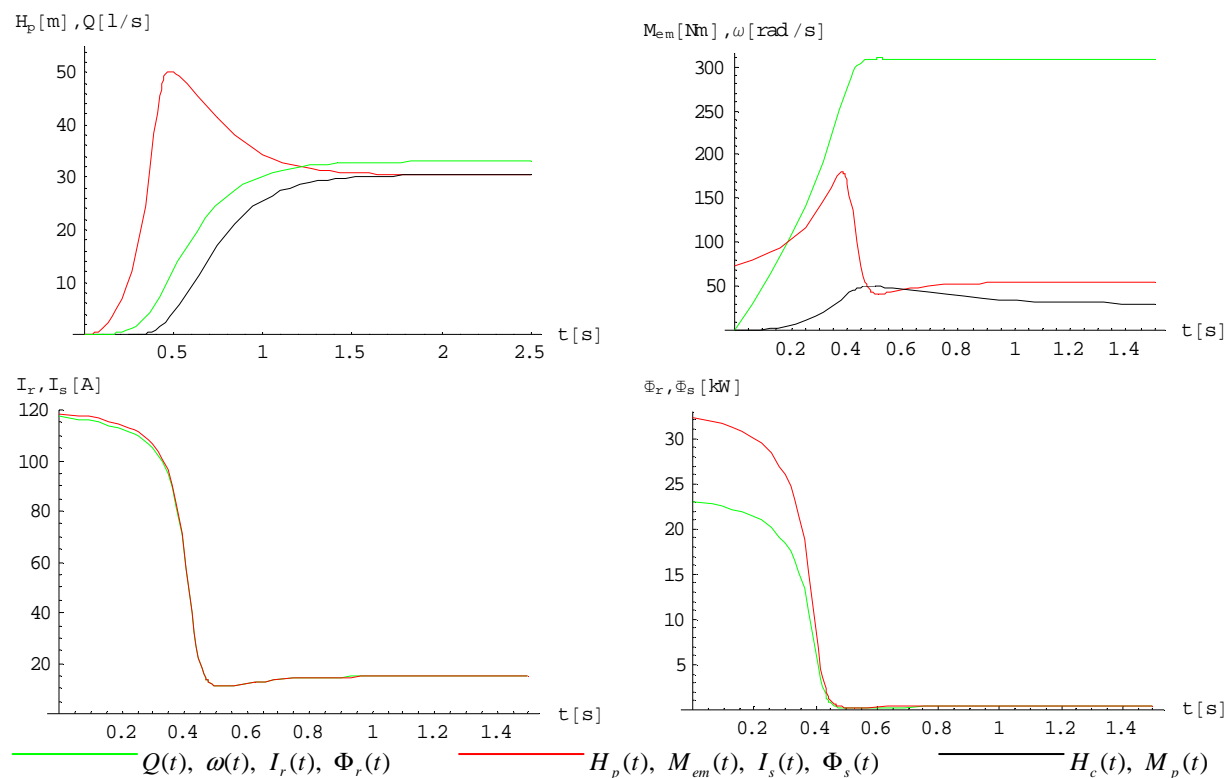 H_p[m],Q[l/s]
50
40
30
20
10
0.5 1 1.5 2 2.5
t[s]
M_em[Nm],ω[rad/s]
300
250
200
150
100
50
0.2 0.4 0.6 0.8 1 1.2 1.4
t[s]
I_r,I_s[A]
120
100
80
60
40
20
0.2 0.4 0.6 0.8 1 1.2 1.4
t[s]
Φ_r,Φ_s[kW]
30
25
20
15
10
5
0.2 0.4 0.6 0.8 1 1.2 1.4
t[s]
Q(t), ω(t), I_r(t), Φ_r(t)
H_p(t), M_em(t), I_s(t), Φ_s(t)
H_c(t), M_p(t)